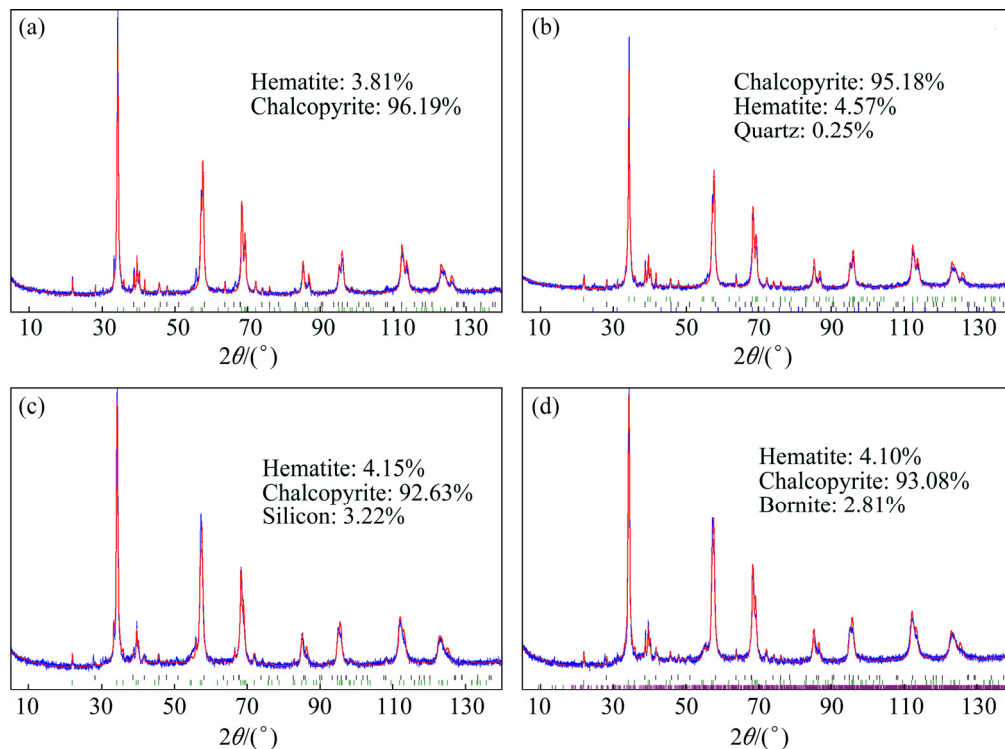 (a)
Hematite: 3.81%
Chalcopyrite: 96.19%
10 30 50 70 90 110 130
2θ/(°)
(b)
Chalcopyrite: 95.18%
Hematite: 4.57%
Quartz: 0.25%
10 30 50 70 90 110 130
2θ/(°)
(c)
Hematite: 4.15%
Chalcopyrite: 92.63%
Silicon: 3.22%
10 30 50 70 90 110 130
2θ/(°)
(d)
Hematite: 4.10%
Chalcopyrite: 93.08%
Bornite: 2.81%
10 30 50 70 90 110 130
2θ/(°)